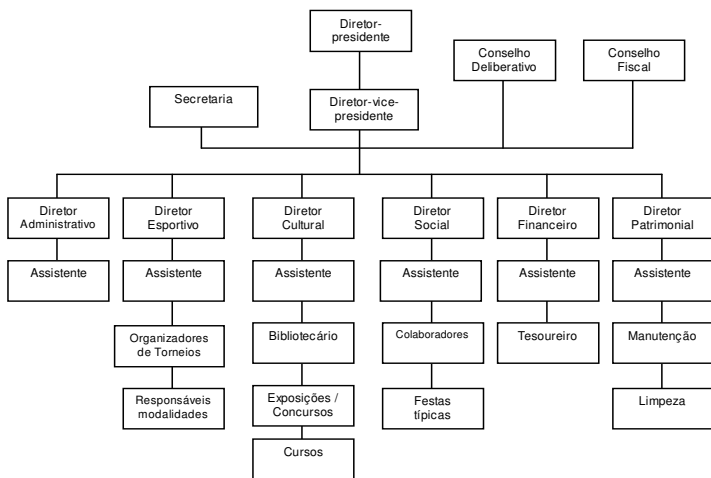 Diretor-
presidente
Conselho
Deliberativo
Conselho
Fiscal
Secretaria
Diretor-vice-
presidente
Diretor
Administrativo
Diretor
Esportivo
Diretor
Cultural
Diretor
Social
Diretor
Financeiro
Diretor
Patrimonial
Assistente
Assistente
Assistente
Assistente
Assistente
Assistente
Organizadores
de Torneios
Bibliotecário
Colaboradores
Tesoureiro
Manutenção
Responsáveis
modalidades
Exposições /
Concursos
Festas
típicas
Limpeza
Cursos